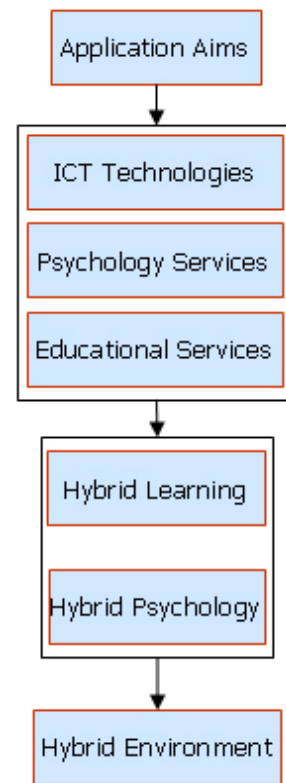 Application Aims
ICT Technologies
Psychology Services
Educational Services
Hybrid Learning
Hybrid Psychology
Hybrid Environment